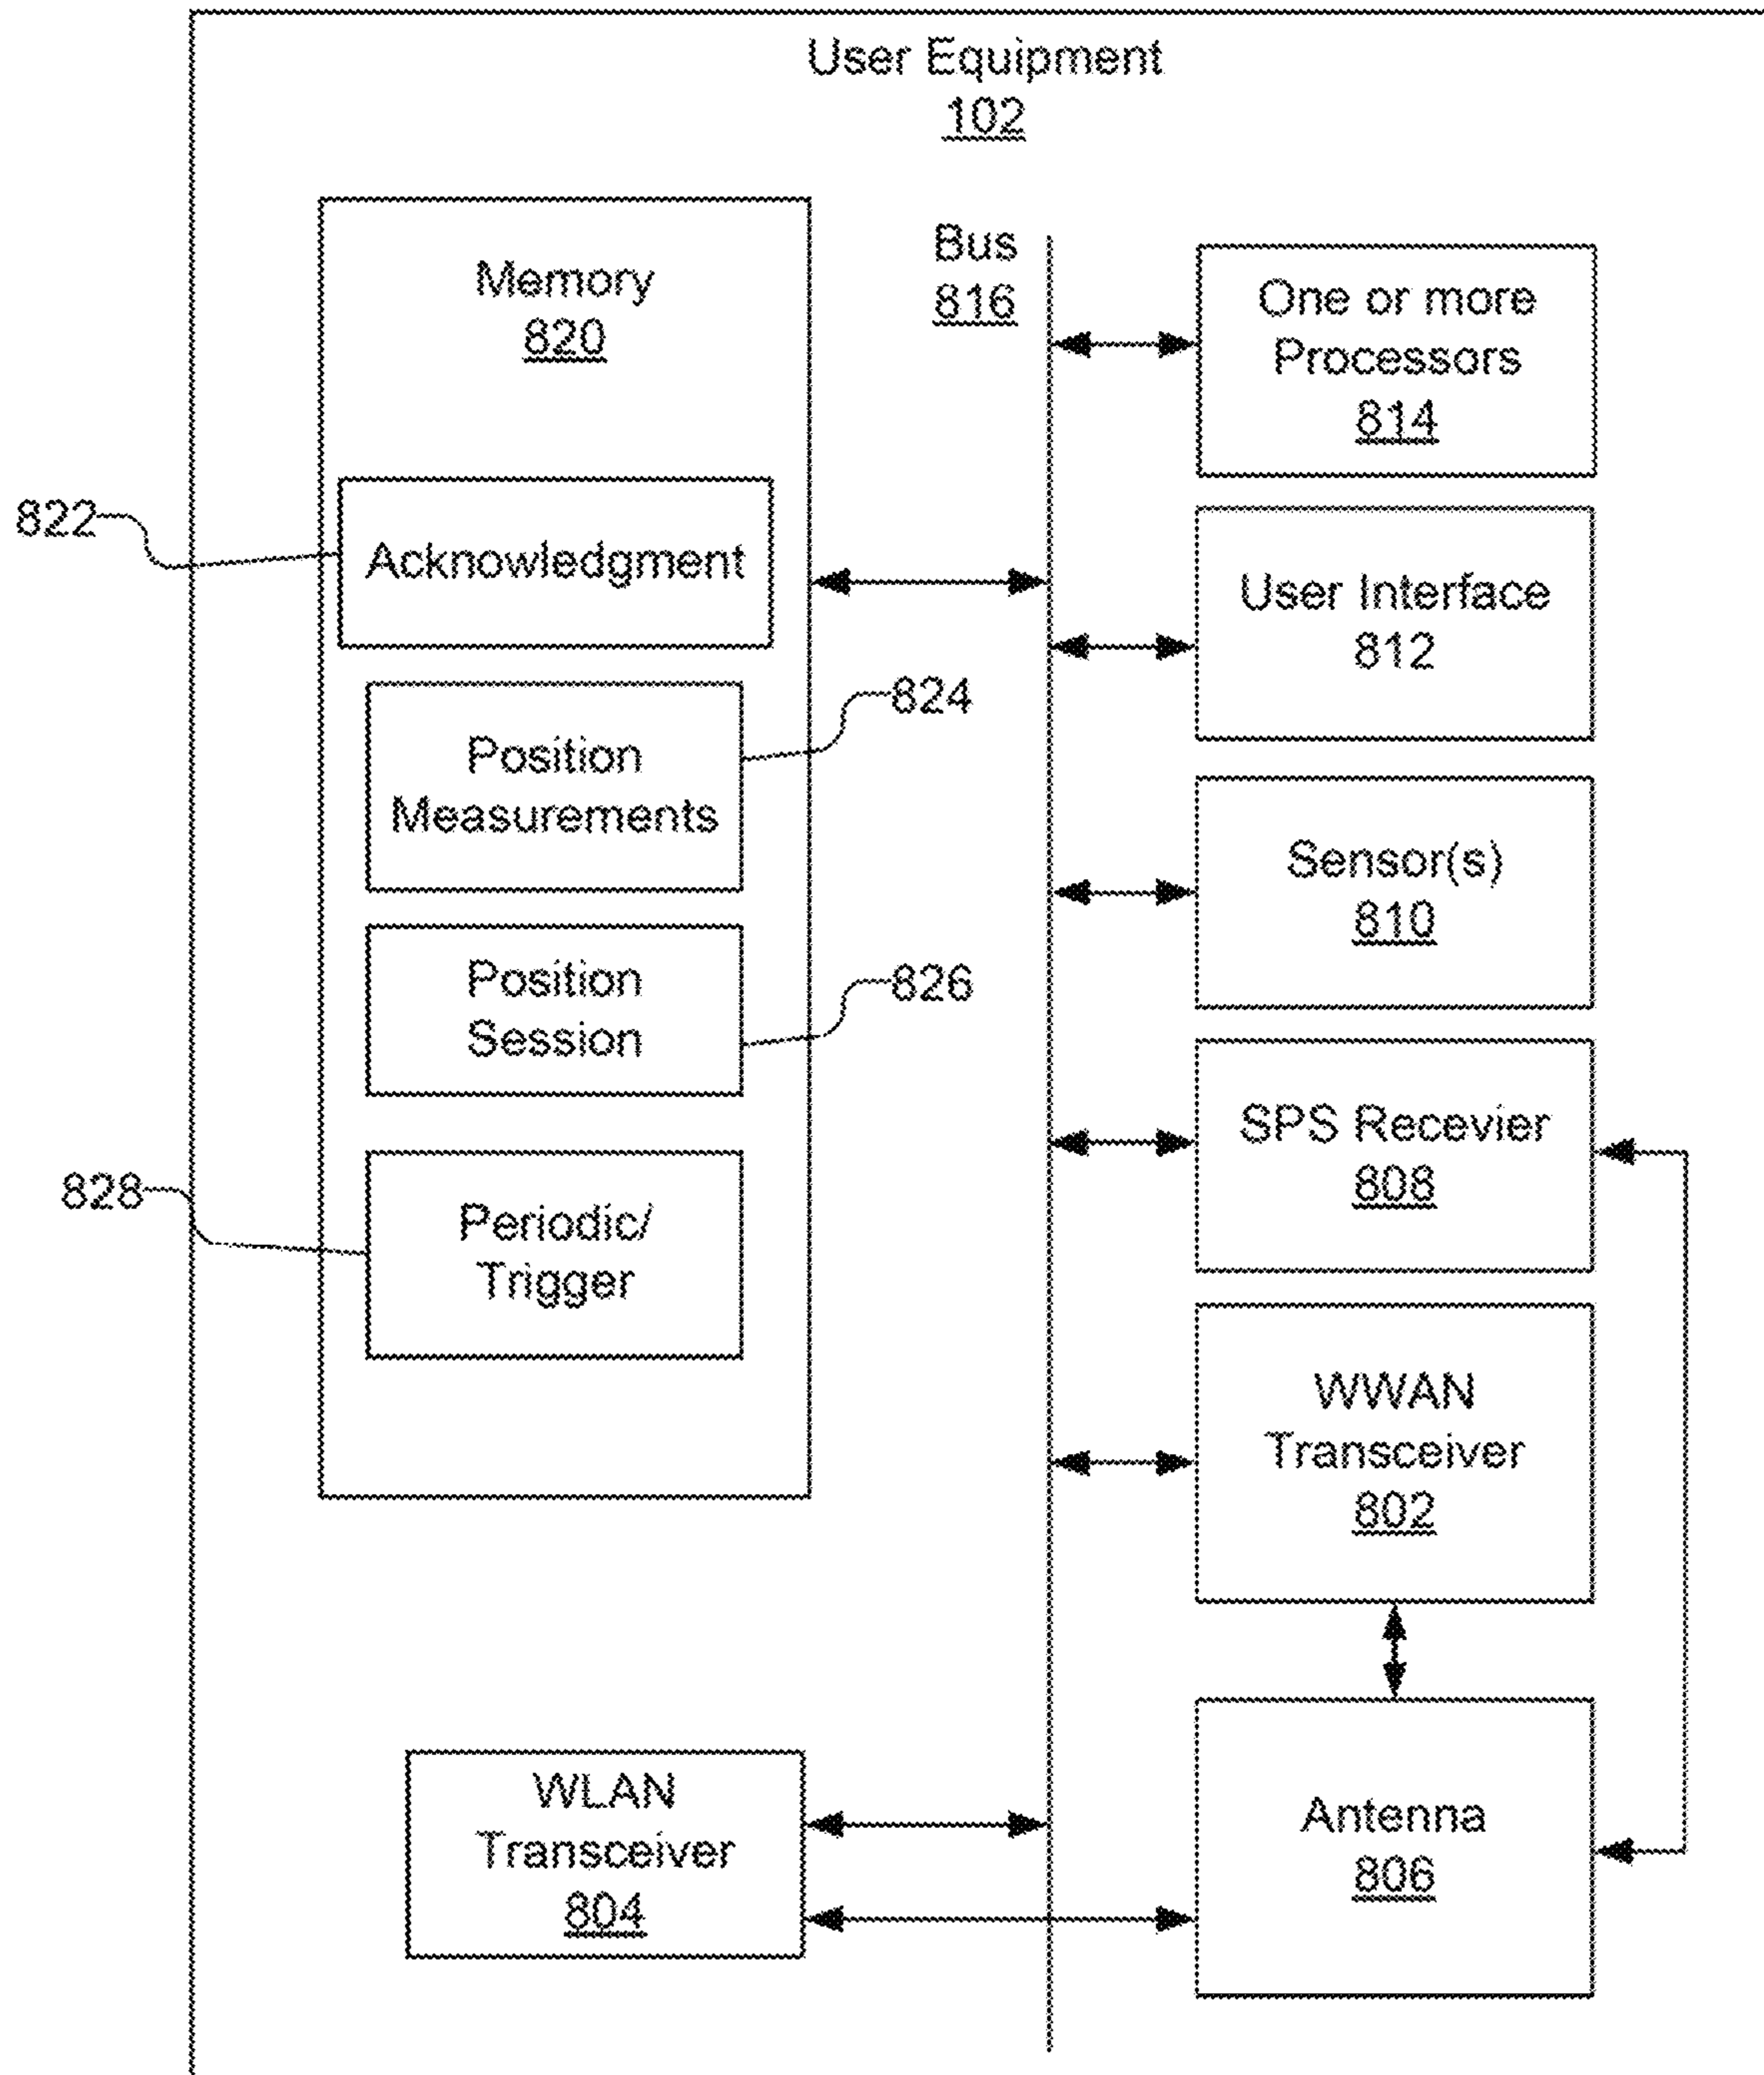 User Equipment
102
Memory
820
822
Acknowledgment
Position
Measurements
824
Position
Session
826
828
Periodic/
Trigger
Bus
816
One or more
Processors
814
User Interface
812
Sensor(s)
810
SPS Recevier
808
WWAN
Transceiver
802
WLAN
Transceiver
804
Antenna
806